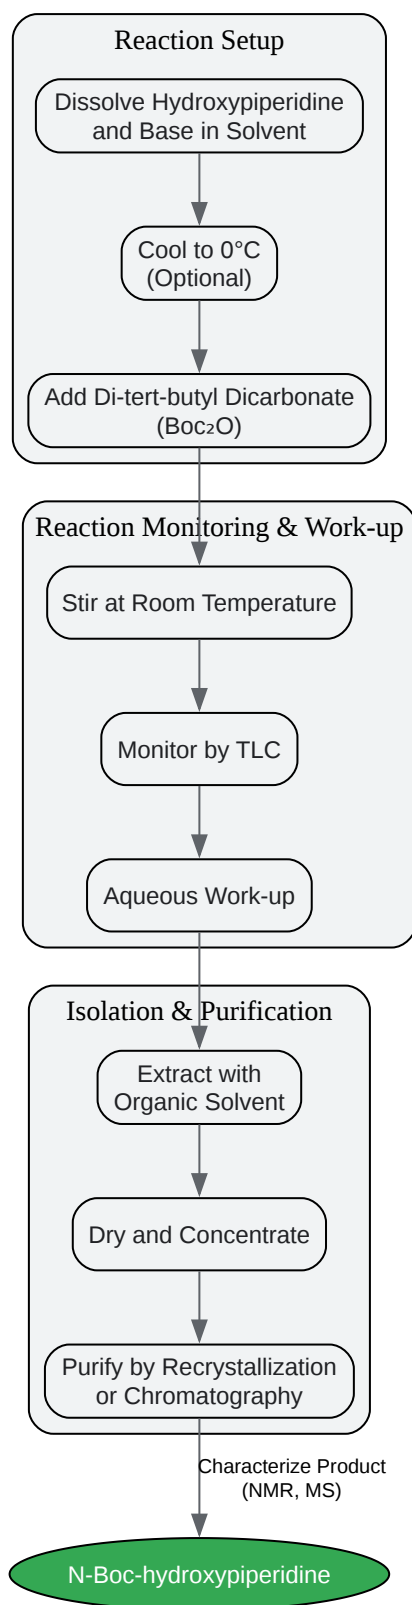 Reaction Setup
Dissolve Hydroxypiperidine
and Base in Solvent
Cool to 0°C
(Optional)
Add Di-tert-butyl Dicarbonate
(Boc₂O)
Reaction Monitoring & Work-up
Stir at Room Temperature
Monitor by TLC
Aqueous Work-up
Isolation & Purification
Extract with
Organic Solvent
Dry and Concentrate
Purify by Recrystallization
or Chromatography
Characterize Product
(NMR, MS)
N-Boc-hydroxypiperidine